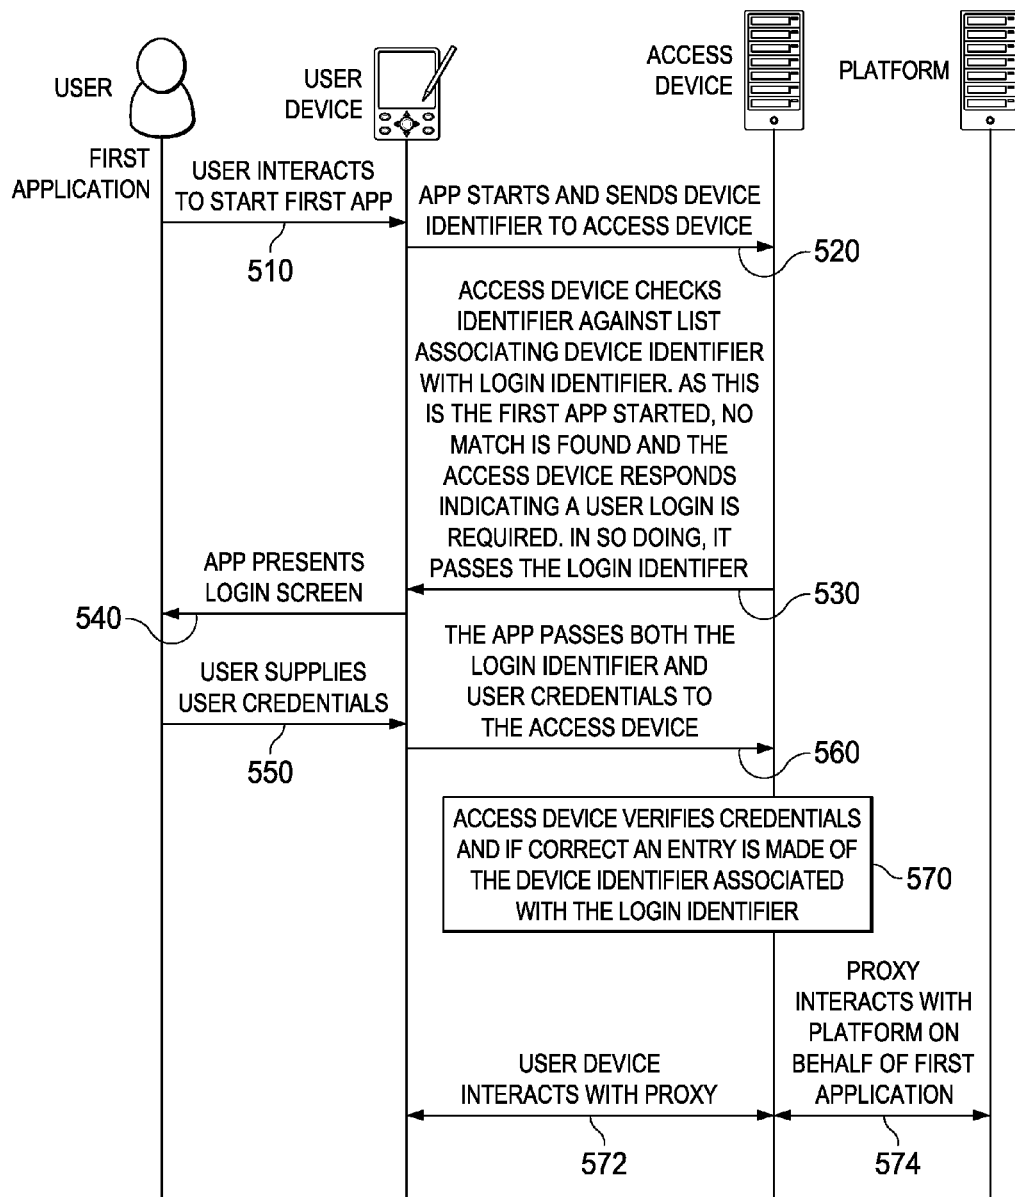 USER
USER
DEVICE
ACCESS
DEVICE
PLATFORM
FIRST
APPLICATION
USER INTERACTS
TO START FIRST APP
510
APP STARTS AND SENDS DEVICE
IDENTIFIER TO ACCESS DEVICE
520
ACCESS DEVICE CHECKS
IDENTIFIER AGAINST LIST
ASSOCIATING DEVICE IDENTIFIER
WITH LOGIN IDENTIFIER. AS THIS
IS THE FIRST APP STARTED, NO
MATCH IS FOUND AND THE
ACCESS DEVICE RESPONDS
INDICATING A USER LOGIN IS
REQUIRED. IN SO DOING, IT
PASSES THE LOGIN IDENTIFER
530
APP PRESENTS
LOGIN SCREEN
540
USER SUPPLIES
USER CREDENTIALS
550
THE APP PASSES BOTH THE
LOGIN IDENTIFIER AND
USER CREDENTIALS TO
THE ACCESS DEVICE
560
ACCESS DEVICE VERIFIES CREDENTIALS
AND IF CORRECT AN ENTRY IS MADE OF
THE DEVICE IDENTIFIER ASSOCIATED
WITH THE LOGIN IDENTIFIER
570
USER DEVICE
INTERACTS WITH PROXY
572
PROXY
INTERACTS WITH
PLATFORM ON
BEHALF OF FIRST
APPLICATION
574